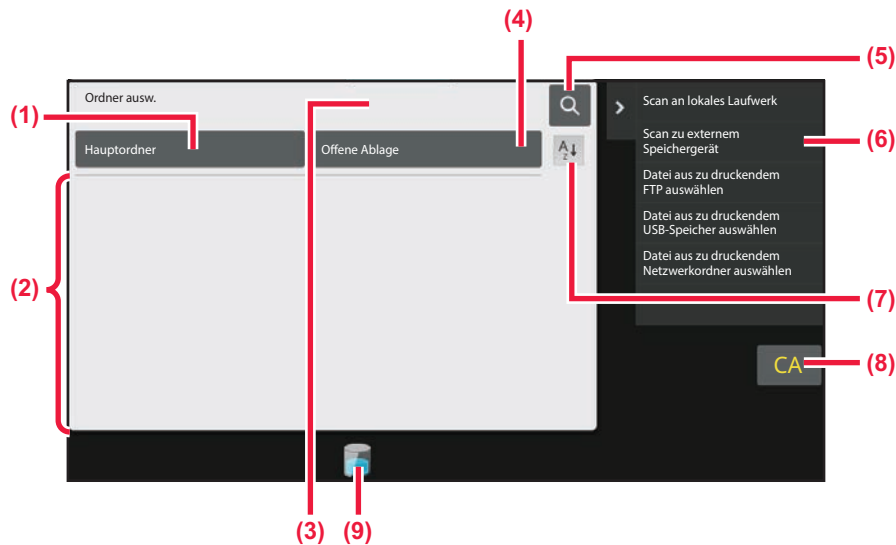 (4)
(5)
Ordner ausw.
Scan an lokales Laufwerk
(1)
Scan zu externem
Speichergerät
(6)
Hauptordner
Offene Ablage
A
Z
Datei aus zu druckendem
FTP auswählen
Datei aus zu druckendem
USB-Speicher auswählen
Datei aus zu druckendem
Netzwerkordner auswählen
(2)
(7)
CA
(8)
(3)
(9)